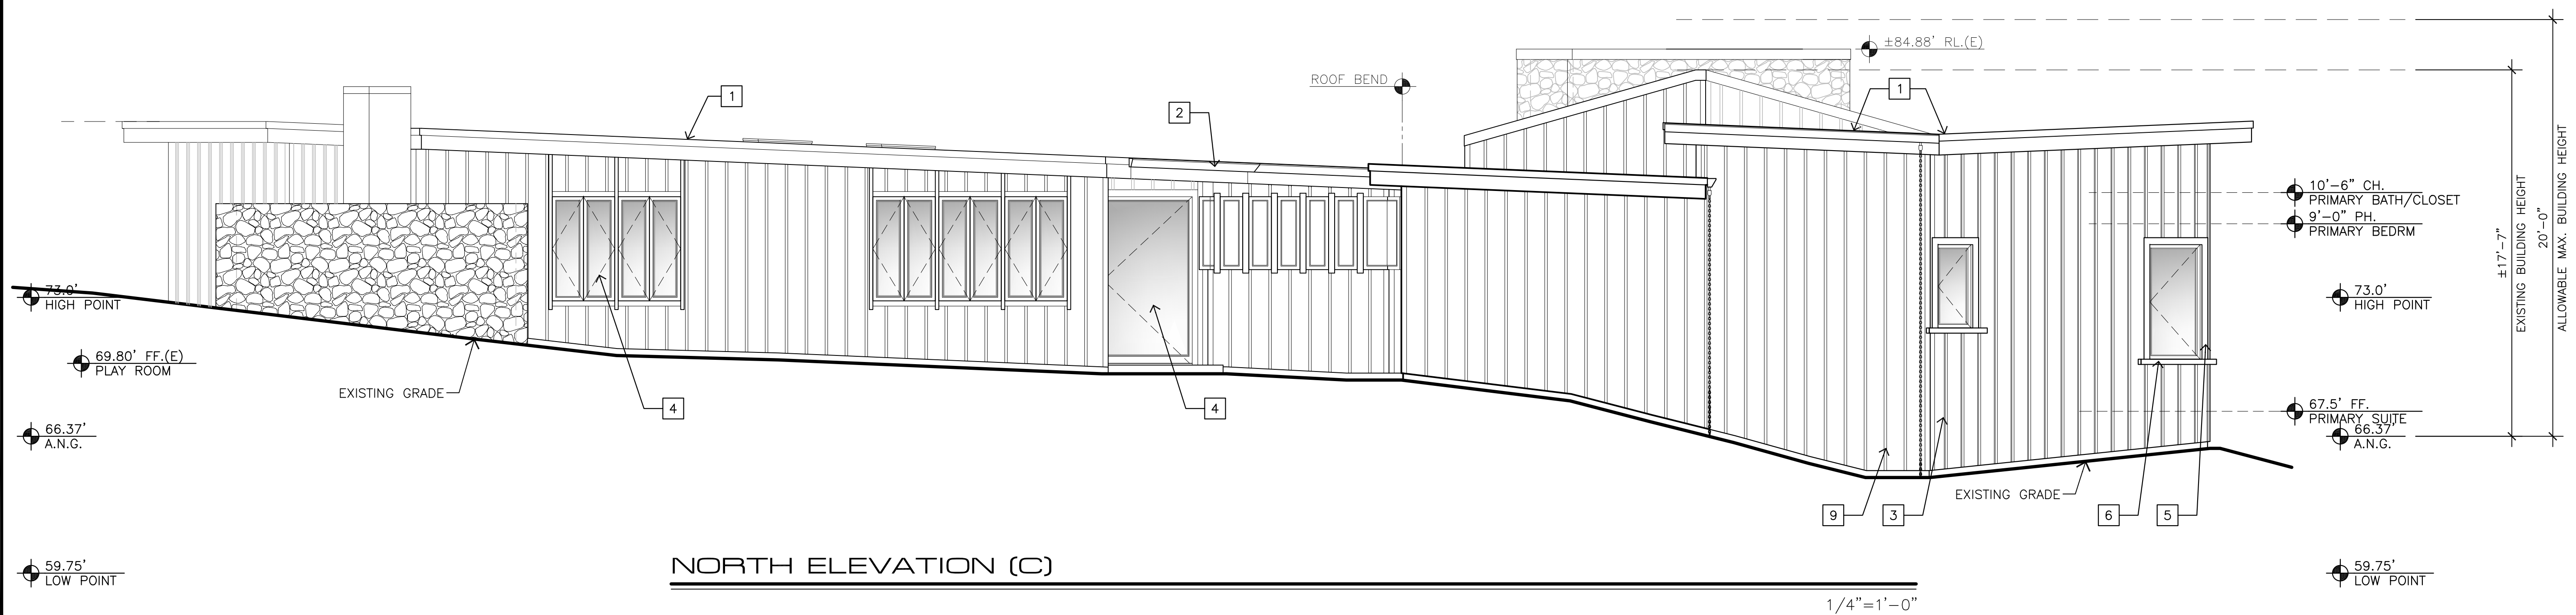 ±84.88' RL.(E)
ROOF BEND
1
1
2
10'-6" CH.
PRIMARY BATH/CLOSET
9'-0" PH.
PRIMARY BEDRM
±17'-7"
EXISTING BUILDING HEIGHT
20'-0"
ALLOWABLE MAX. BUILDING HEIGHT
73.0'
HIGH POINT
73.0'
HIGH POINT
69.80' FF.(E)
PLAY ROOM
EXISTING GRADE
4
4
67.5' FF.
PRIMARY SUITE
66.37'
A.N.G.
66.37'
A.N.G.
EXISTING GRADE
9
3
6
5
59.75'
LOW POINT
NORTH ELEVATION (C)
59.75'
LOW POINT
1/4"=1'-0"